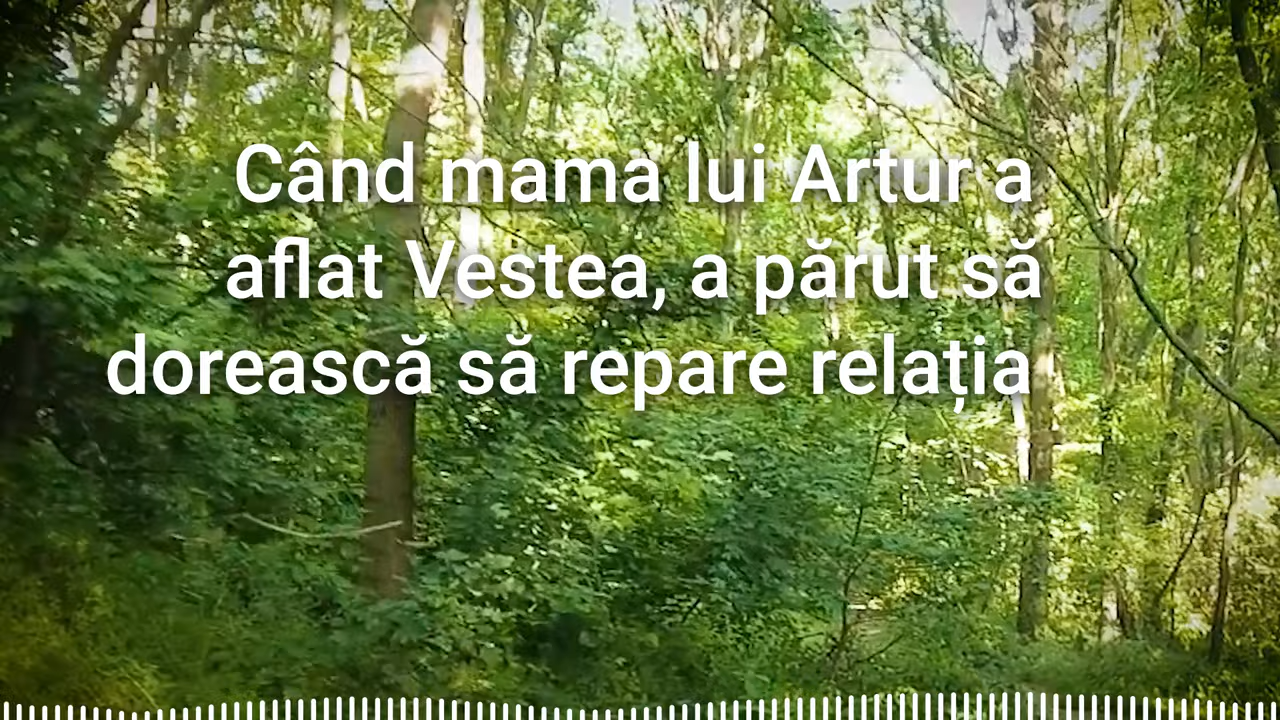 Când mama lui Artur a
aflat Vestea, a părut să
dorească să repare relația